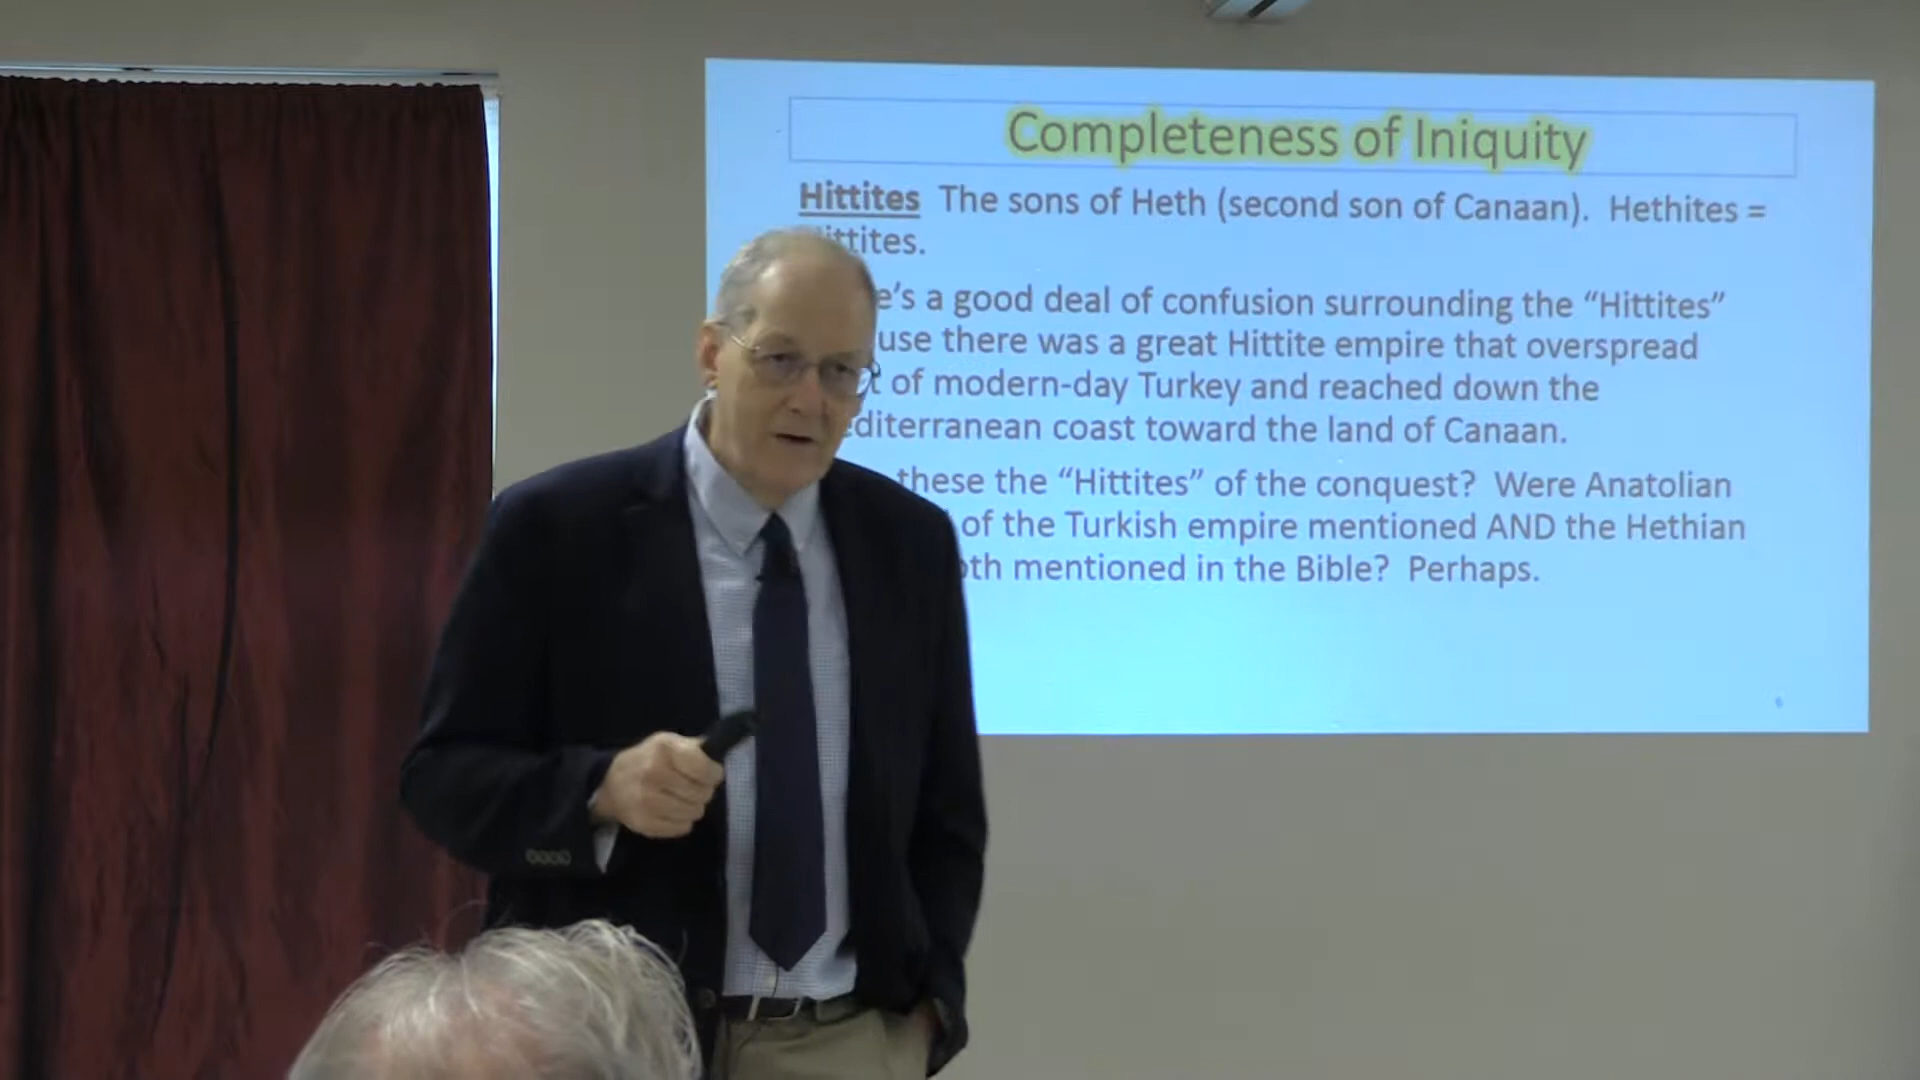 Completeness of Iniquity
Hittites The sons of Heth (second son of Canaan). Hethites =
ittites.
e's a good deal of confusion surrounding the “Hittites”
use there was a great Hittite empire that overspread
t of modern-day Turkey and reached down the
editerranean coast toward the land of Canaan.
these the “Hittites” of the conquest? Were Anatolian
of the Turkish empire mentioned AND the Hethian
oth mentioned in the Bible? Perhaps.